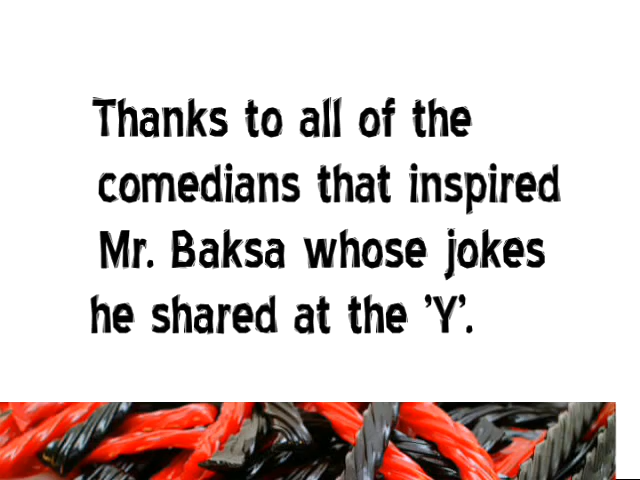 Thanks to all of the
comedians that inspired
Mr. Baksa whose jokes
he shared at the 'Y'.